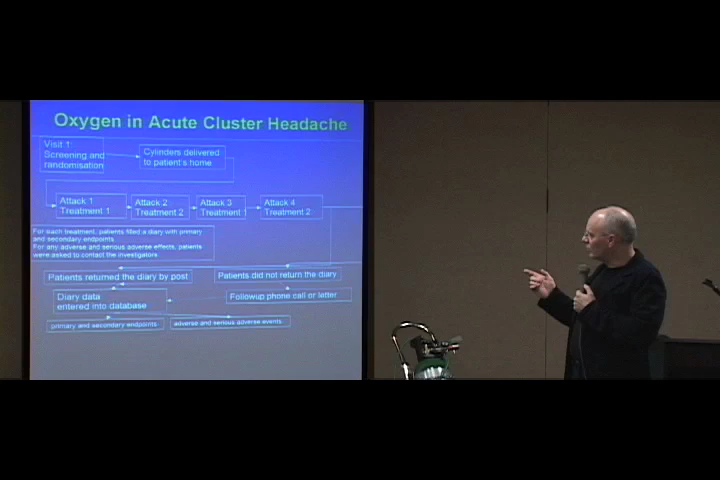 Oxygen in Acute Cluster Headache
Visit 1:
Screening and
randomisation
Cylinders delivered
to patient's home
Attack 1
Treatment 1
Attack 2
Treatment 2
Attack 3
Treatment 1
Attack 4
Treatment 2
For each treatment, patients filled a diary with primary
and secondary endpoints
For any adverse and serious adverse effects, patients
were asked to contact the investigators
Patients returned the diary by post
Patients did not return the diary
Diary data
entered into database
Followup phone call or letter
primary and secondary endpoints
adverse and serious adverse events